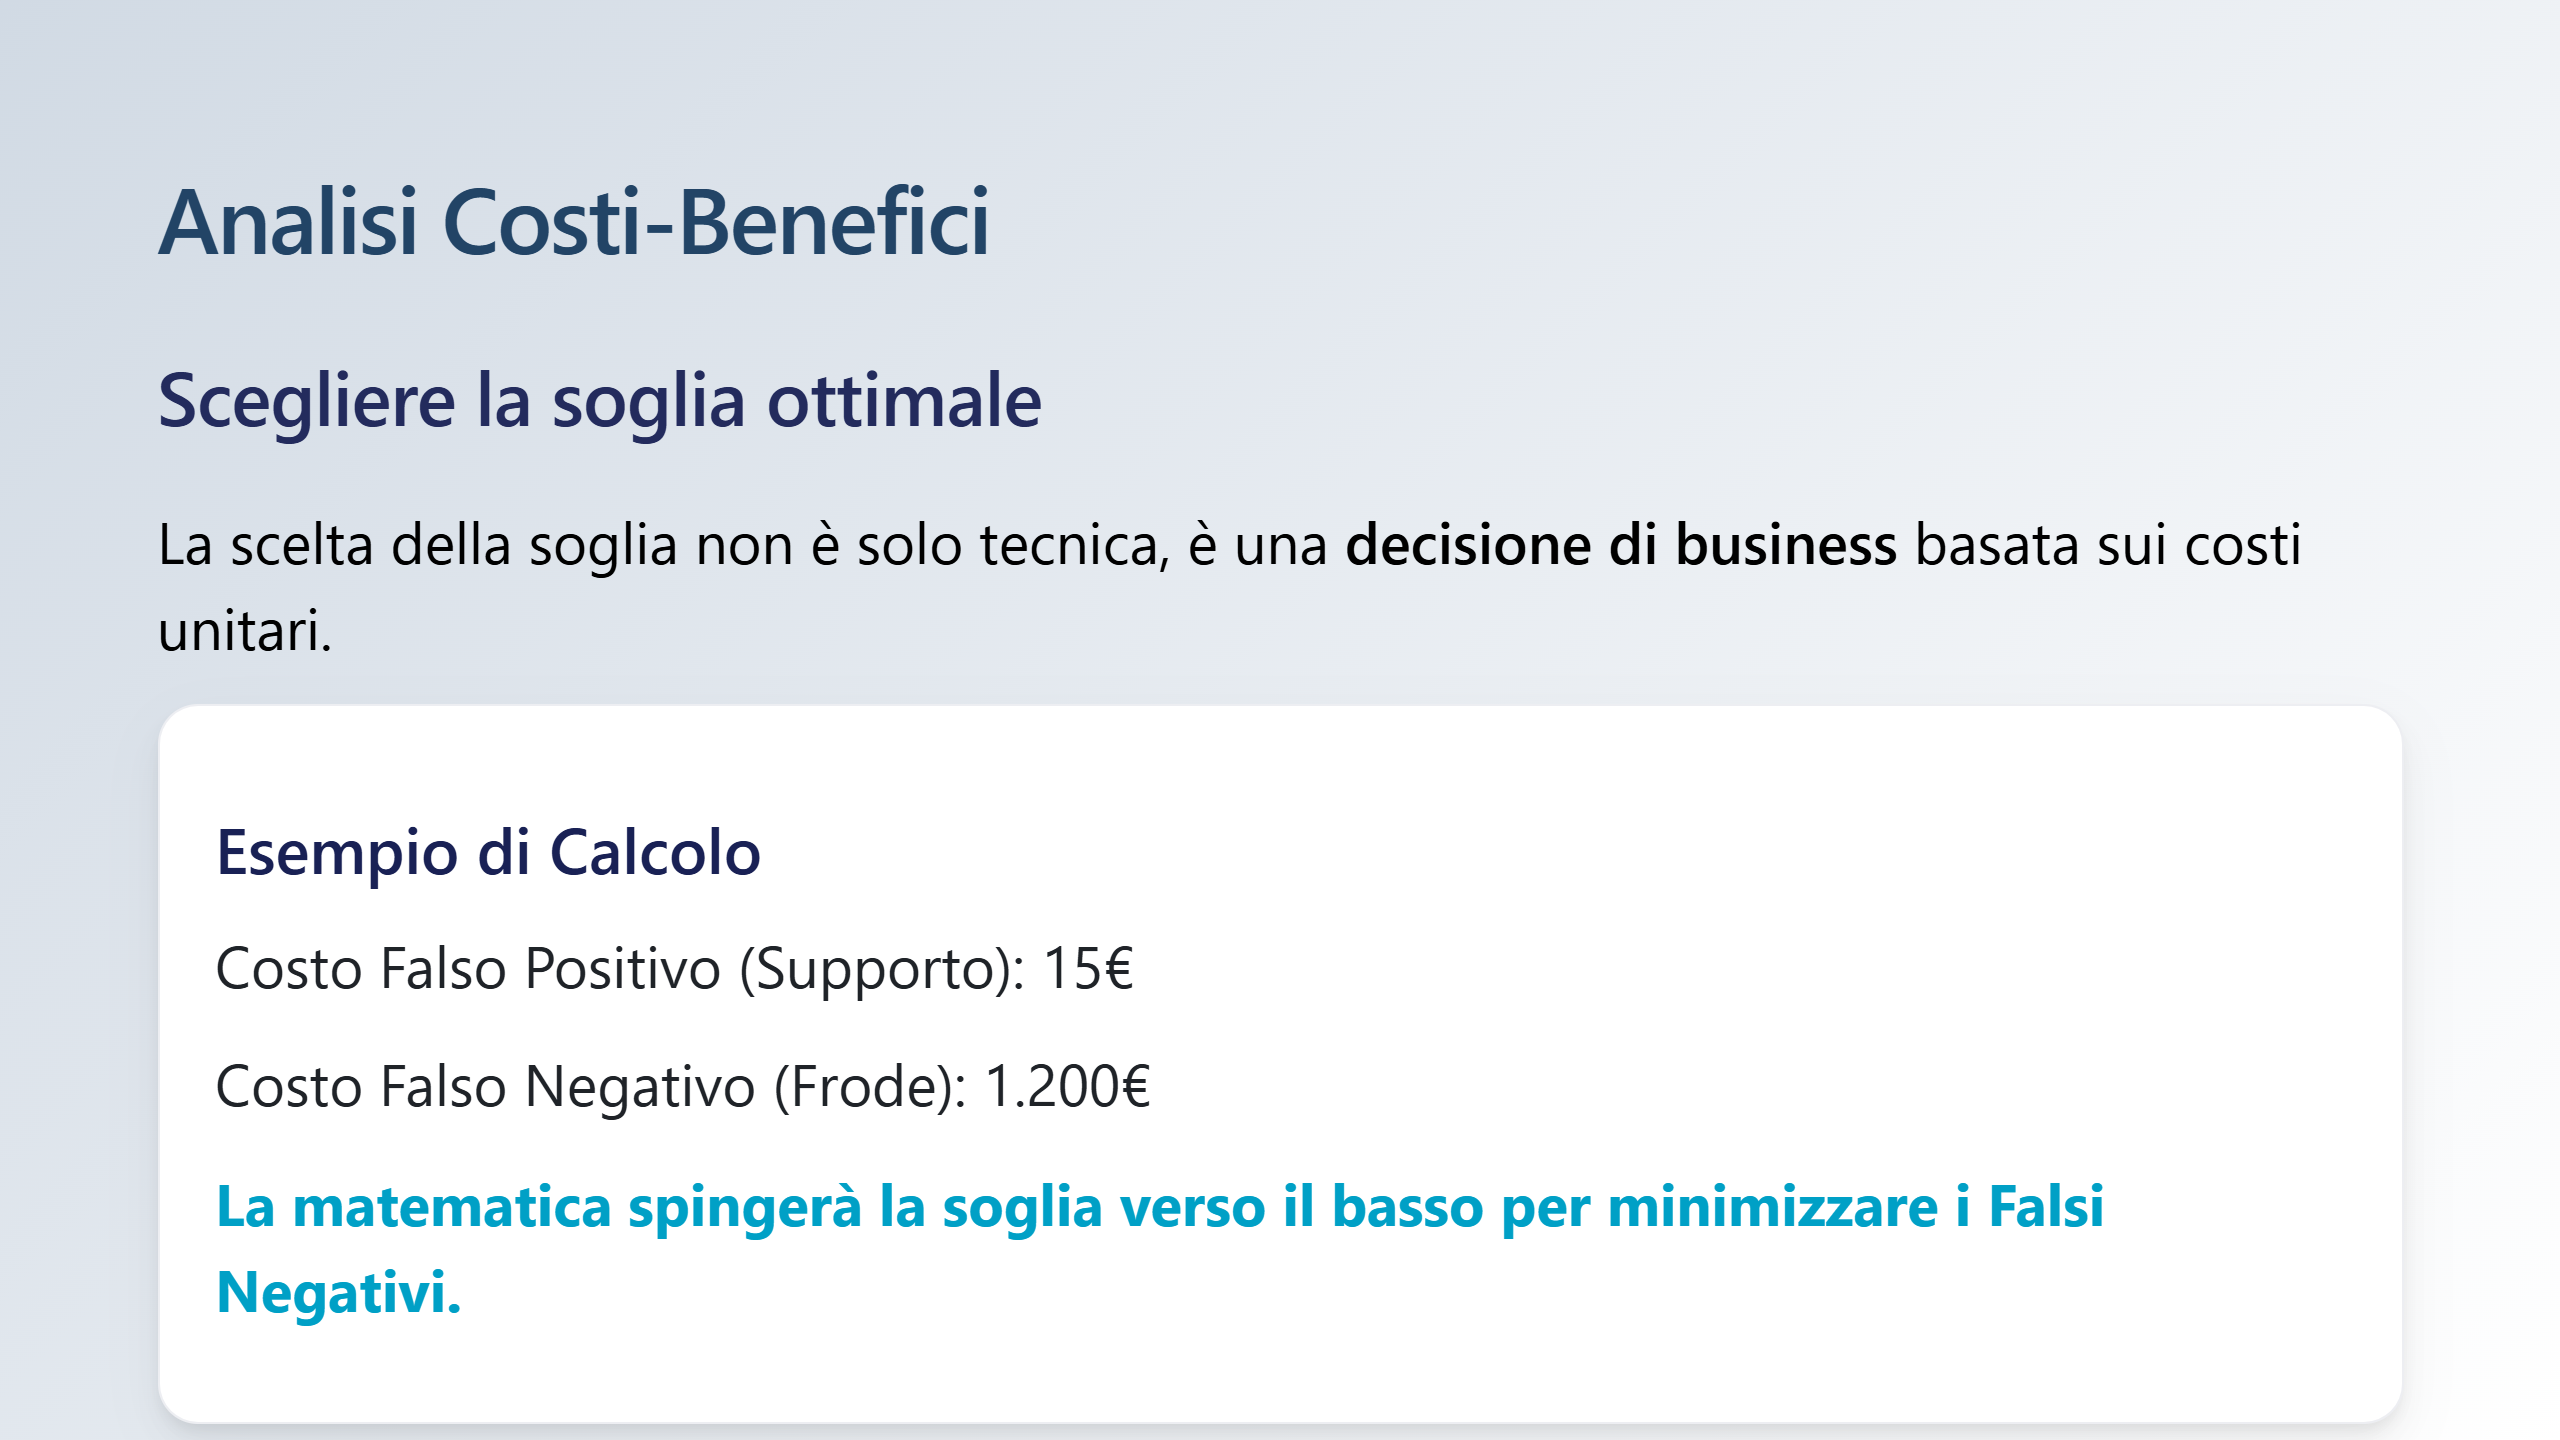 Analisi Costi-Benefici
Scegliere la soglia ottimale
La scelta della soglia non è solo tecnica, è una decisione di business basata sui costi
unitari.
Esempio di Calcolo
Costo Falso Positivo (Supporto): 15€
Costo Falso Negativo (Frode): 1.200€
La matematica spingerà la soglia verso il basso per minimizzare i Falsi
Negativi.